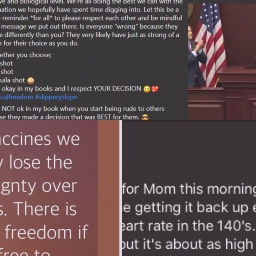 ve and biological level. We're all doing the best we can with the
ation we hopefully have spent time digging into. Let this be a
reminder *for all* to please respect each other and be mindful
message we put out there. Is everyone "wrong" because they
e differently than you? They very likely have just as strong of a
n for their choice as you do.
ether you choose;
shot
shot
uila shot 😄
okay in my books and I respect YOUR DECISION
calfreedom #slipperyslope
NOT ok in my book when you start being rude to others
se they made a decision that was BEST for them.
accines we
y lose the
ignty over
s. There is
freedom if
free to
for Mom this morning
e getting it back up
eart rate in the 140's.
but it's about as high